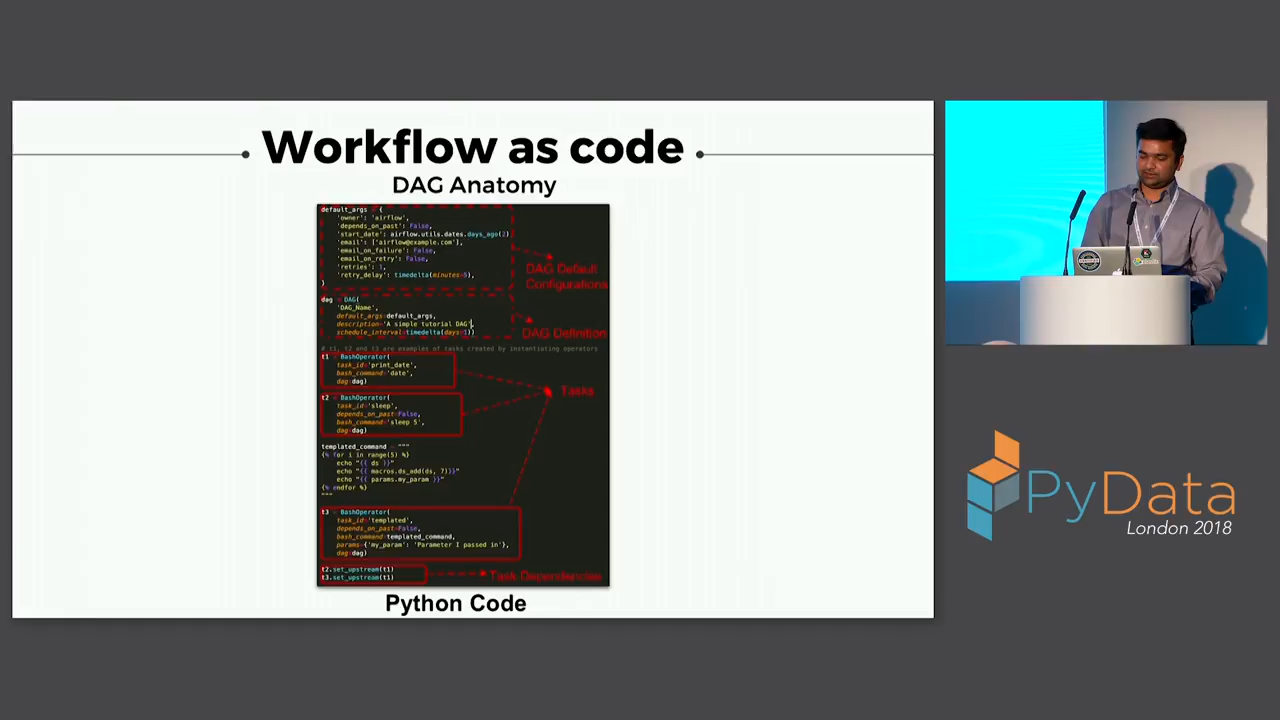 Workflow as code
DAG Anatomy
default_args = {
'owner': 'airflow',
'depends_on_past': False,
'start_date': airflow.utils.dates.days_ago(2)
'email': ['airflow@example.com'],
'email_on_failure': False,
'email_on_retry': False,
'retries': 1,
'retry_delay': timedelta(minutes=5),
}
DAG Default
Configurations
dag = DAG(
'DAG_Name',
default_args=default_args,
description='A simple tutorial DAG',
schedule_interval=timedelta(days=1))
DAG Definition
# t1, t2 and t3 are examples of tasks created by instantiating operators
t1 = BashOperator(
task_id='print_date',
bash_command='date',
dag=dag)
Tasks
t2 = BashOperator(
task_id='sleep',
depends_on_past=False,
bash_command='sleep 5',
dag=dag)
templated_command = """
{% for i in range(5) %}
echo "{{ ds }}"
echo "{{ macros.ds_add(ds, 7)}}"
echo "{{ params.my_param }}"
{% endfor %}
"""
t3 = BashOperator(
task_id='templated',
depends_on_past=False,
bash_command=templated_command,
params={'my_param': 'Parameter I passed in'},
dag=dag)
t2.set_upstream(t1)
t3.set_upstream(t1)
Task Dependencies
Python Code
PyData
London 2018